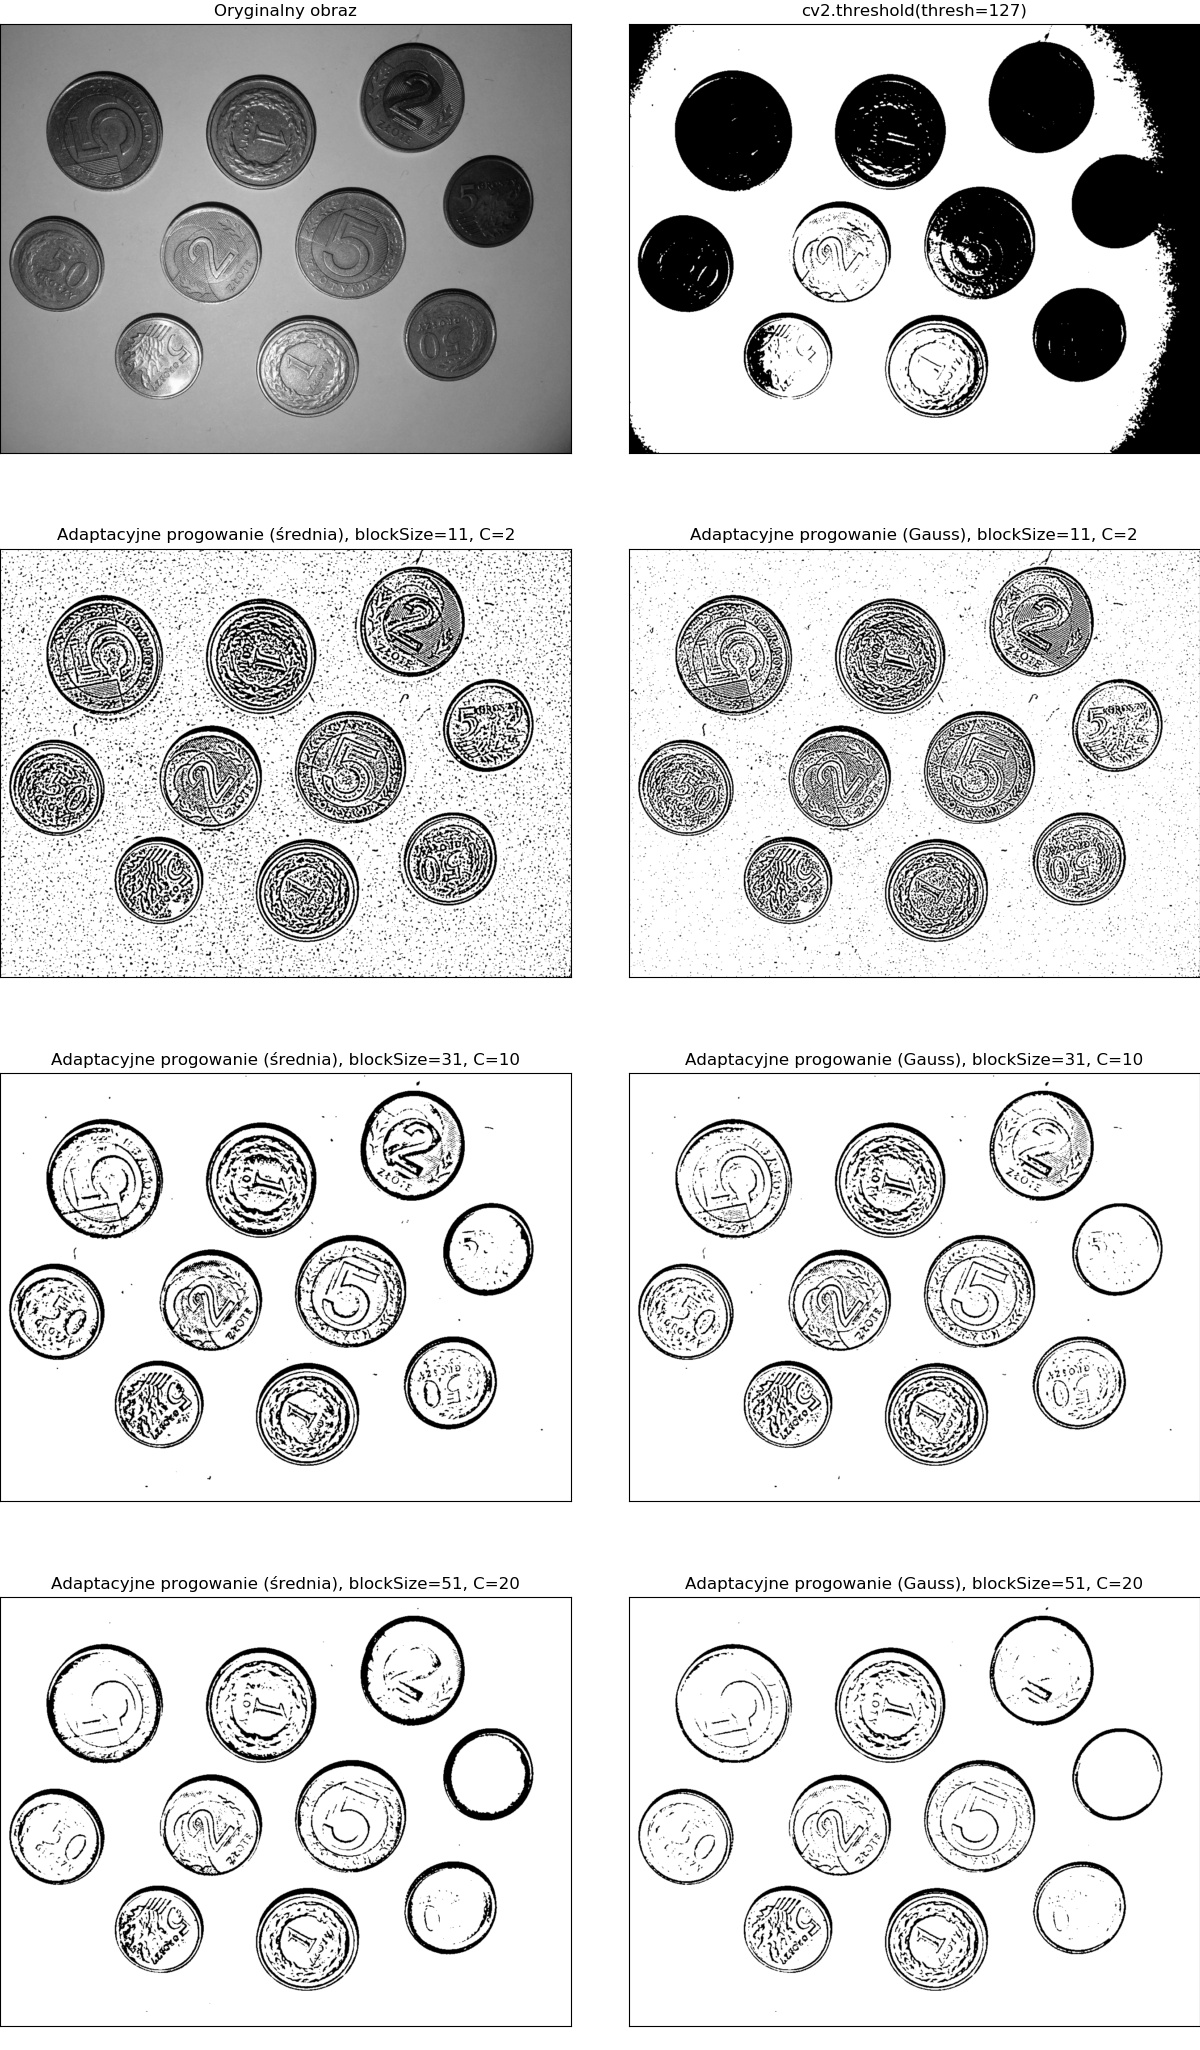 Oryginalny obraz
cv2.threshold(thresh=127)
Adaptacyjne progowanie (średnia), blockSize=11, C=2
Adaptacyjne progowanie (Gauss), blockSize=11, C=2
Adaptacyjne progowanie (średnia), blockSize=31, C=10
Adaptacyjne progowanie (Gauss), blockSize=31, C=10
Adaptacyjne progowanie (średnia), blockSize=51, C=20
Adaptacyjne progowanie (Gauss), blockSize=51, C=20